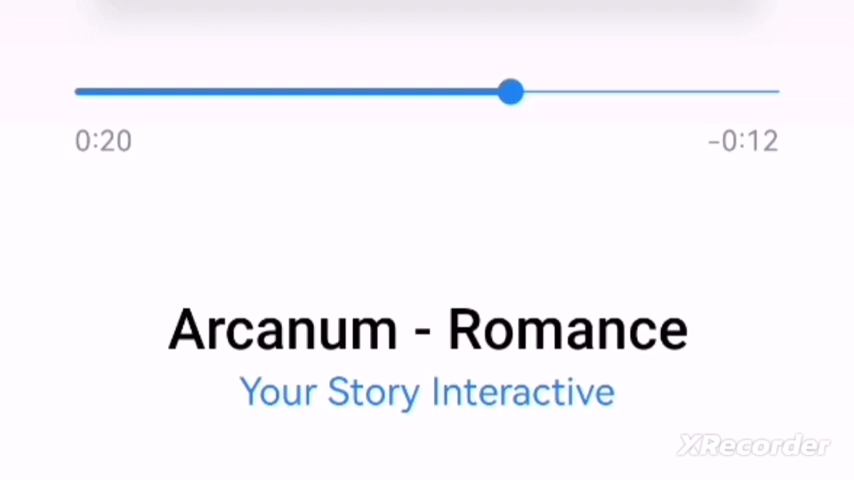 0:20
-0:12
Arcanum - Romance
Your Story Interactive
XRecorder